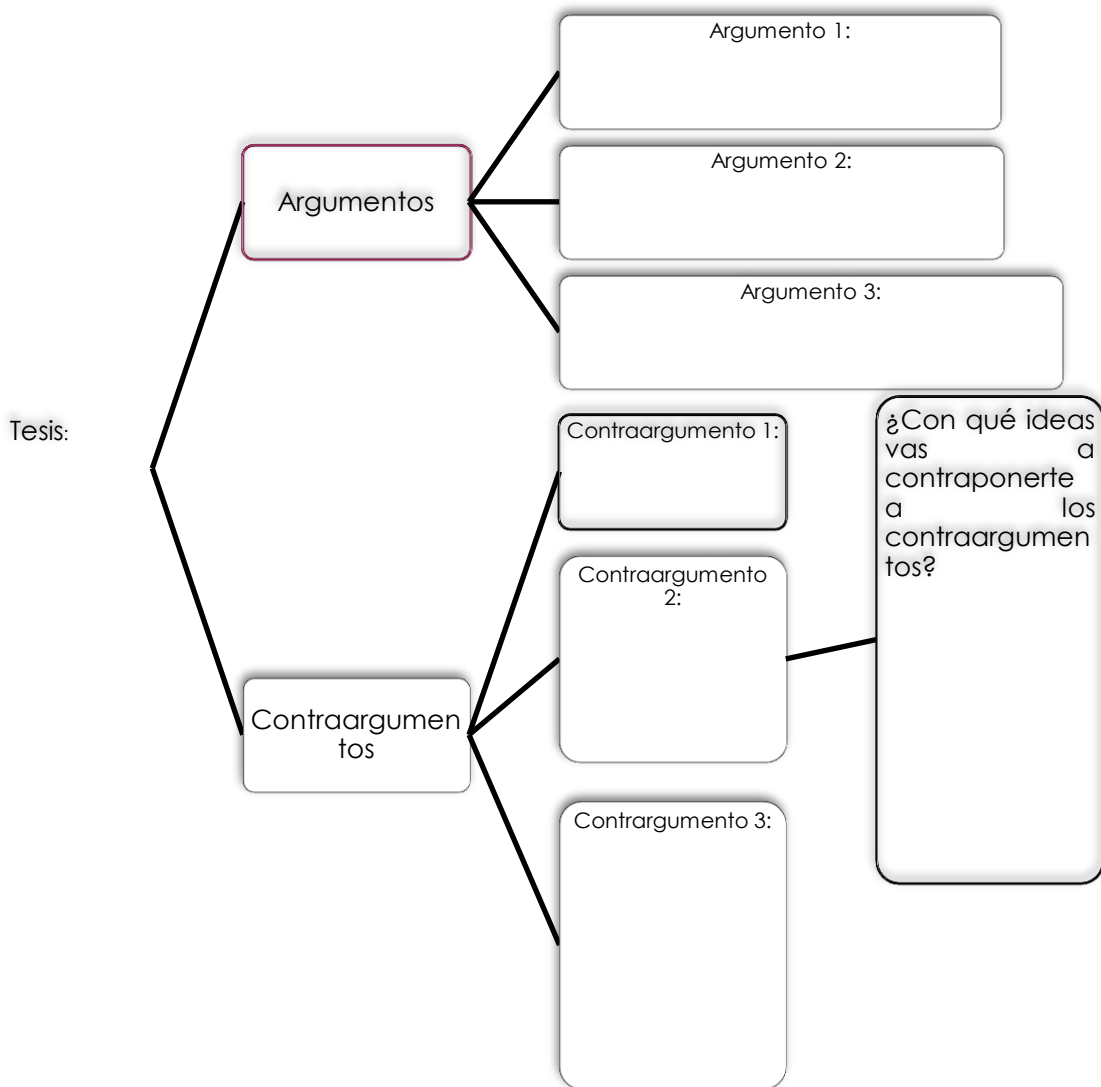 Tesis:
Argumentos
Argumento 1:
Argumento 2:
Argumento 3:
Contraargumen
tos
Contraargumento 1:
Contraargumento
2:
Contrargumento 3:
¿Con qué ideas
vas a
contraponerte
a los
contraargumen
tos?